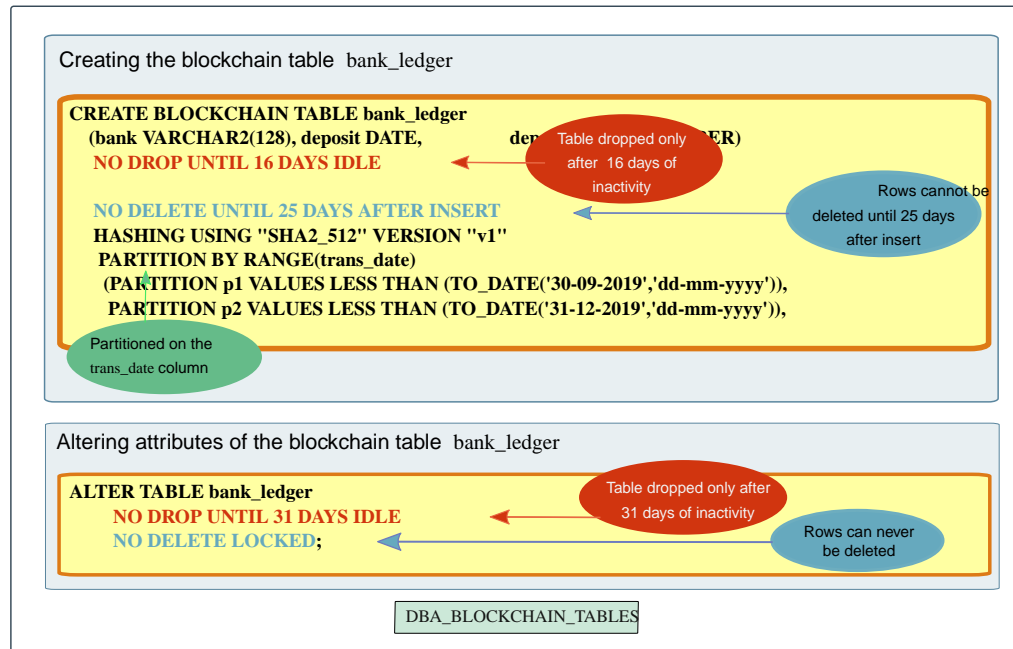 Creating the blockchain table bank_ledger
CREATE BLOCKCHAIN TABLE bank_ledger
(bank VARCHAR2(128), deposit DATE,
NO DROP UNTIL 16 DAYS IDLE
Table dropped only
after 16 days of
inactivity
NO DELETE UNTIL 25 DAYS AFTER INSERT
Rows cannot be
deleted until 25 days
after insert
HASHING USING "SHA2_512" VERSION "v1"
PARTITION BY RANGE(trans_date)
(PARTITION p1 VALUES LESS THAN (TO_DATE('30-09-2019','dd-mm-yyyy')),
PARTITION p2 VALUES LESS THAN (TO_DATE('31-12-2019','dd-mm-yyyy')),
Partitioned on the
trans_date column
Altering attributes of the blockchain table bank_ledger
ALTER TABLE bank_ledger
NO DROP UNTIL 31 DAYS IDLE
NO DELETE LOCKED;
Table dropped only after
31 days of inactivity
Rows can never
be deleted
DBA_BLOCKCHAIN_TABLES